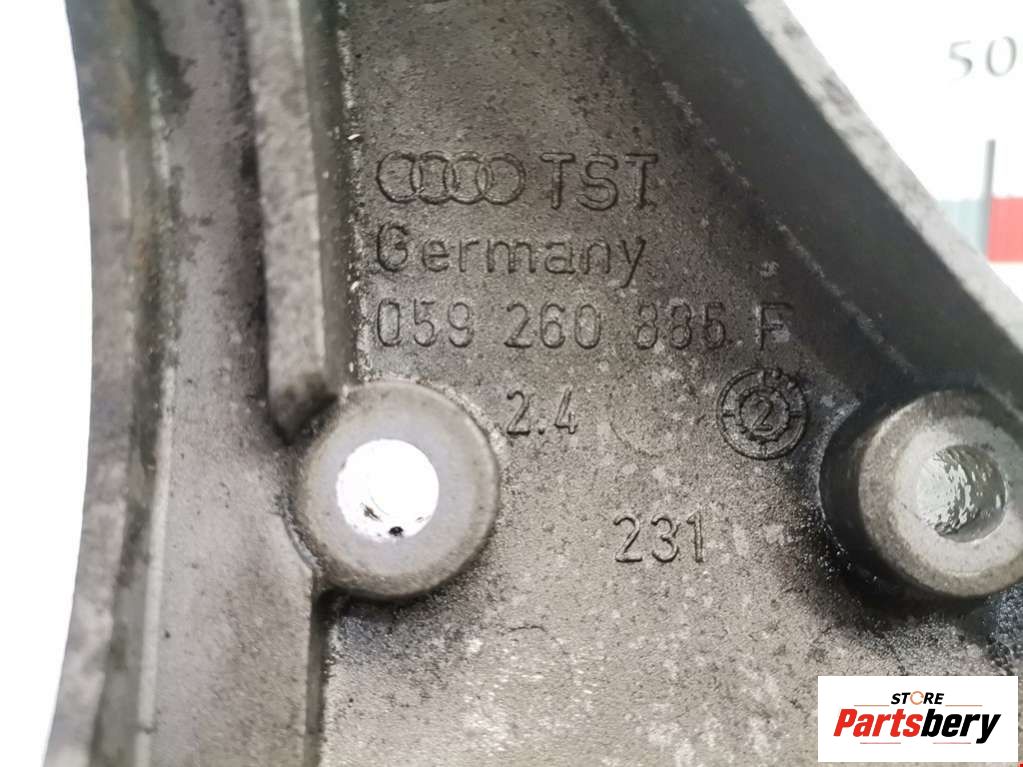 TST
Germany
059 260 885 F
2.4
2
231
50
STORE
Partsbery